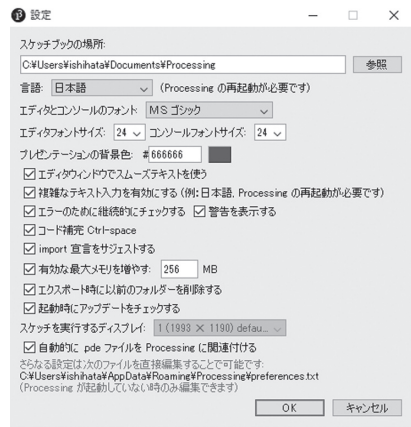 設定
スケッチブックの場所:
C:¥Users¥ishihata¥Documents¥Processing 参照
言語: 日本語 (Processing の再起動が必要です)
エディタとコンソールのフォント: MS ゴシック
エディタフォントサイズ: 24 コンソールフォントサイズ: 24
プレゼンテーションの背景色: #666666
エディタウィンドウでスムーズテキストを使う
複雑なテキスト入力を有効にする (例: 日本語, Processing の再起動が必要です)
エラーのために継続的にチェックする 警告を表示する
コード補完 Ctrl-space
import 宣言をサジェストする
有効な最大メモリを増やす: 256 MB
エクスポート時に以前のフォルダーを削除する
起動時にアップデートをチェックする
スケッチを実行するディスプレイ: 1 (1993 × 1190) defau...
自動的に .pde ファイルを Processing に関連付ける
さらなる設定は)次のファイルを直接編集することで可能です:
C:¥Users¥ishihata¥AppData¥Roaming¥Processing¥preferences.txt
(Processing が起動していない時のみ編集できます)
OK キャンセル